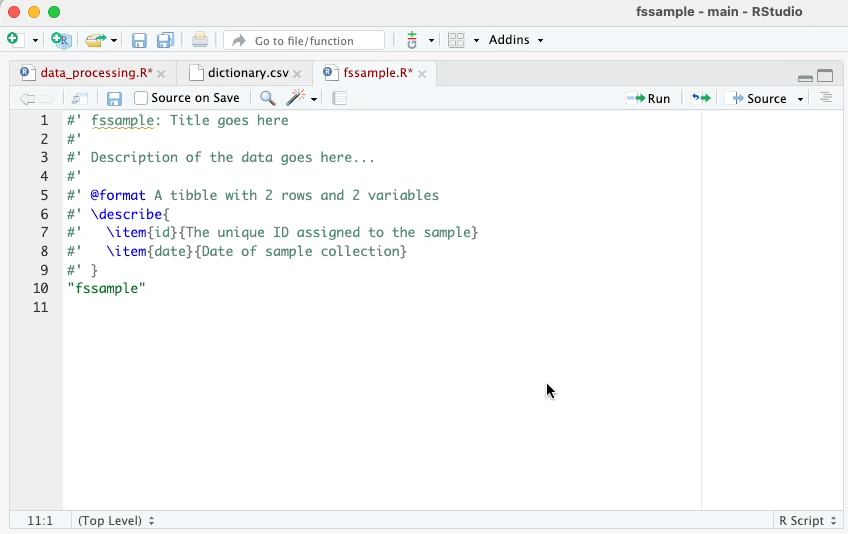 fssample - main - RStudio
Go to file/function
Addins
data_processing.R*
dictionary.csv
fssample.R*
Source on Save
Run
Source
1 #' fssample: Title goes here
2 #'
3 #' Description of the data goes here...
4 #'
5 #' @format A tibble with 2 rows and 2 variables
6 #' \describe{
7 #'   \item{id}{The unique ID assigned to the sample}
8 #'   \item{date}{Date of sample collection}
9 #' }
10 "fssample"
11
11:1
(Top Level)
R Script